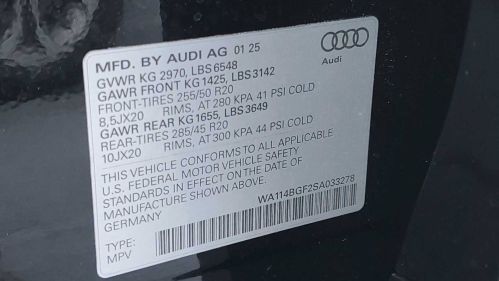 MFD. BY AUDI AG 01 25
GVWR KG 2970, LBS 6548
GAWR FRONT KG 1425, LBS 3142
FRONT-TIRES 255/50 R20
8,5JX20 RIMS, AT 280 KPA 41 PSI COLD
GAWR REAR KG 1655, LBS 3649
REAR-TIRES 285/45 R20
10JX20 RIMS, AT 300 KPA 44 PSI COLD
THIS VEHICLE CONFORMS TO ALL APPLICABLE
U.S. FEDERAL MOTOR VEHICLE SAFETY
STANDARDS IN EFFECT ON THE DATE OF
MANUFACTURE SHOWN ABOVE.
GERMANY
WA114BGF2SA033278
TYPE:
MPV
Audi